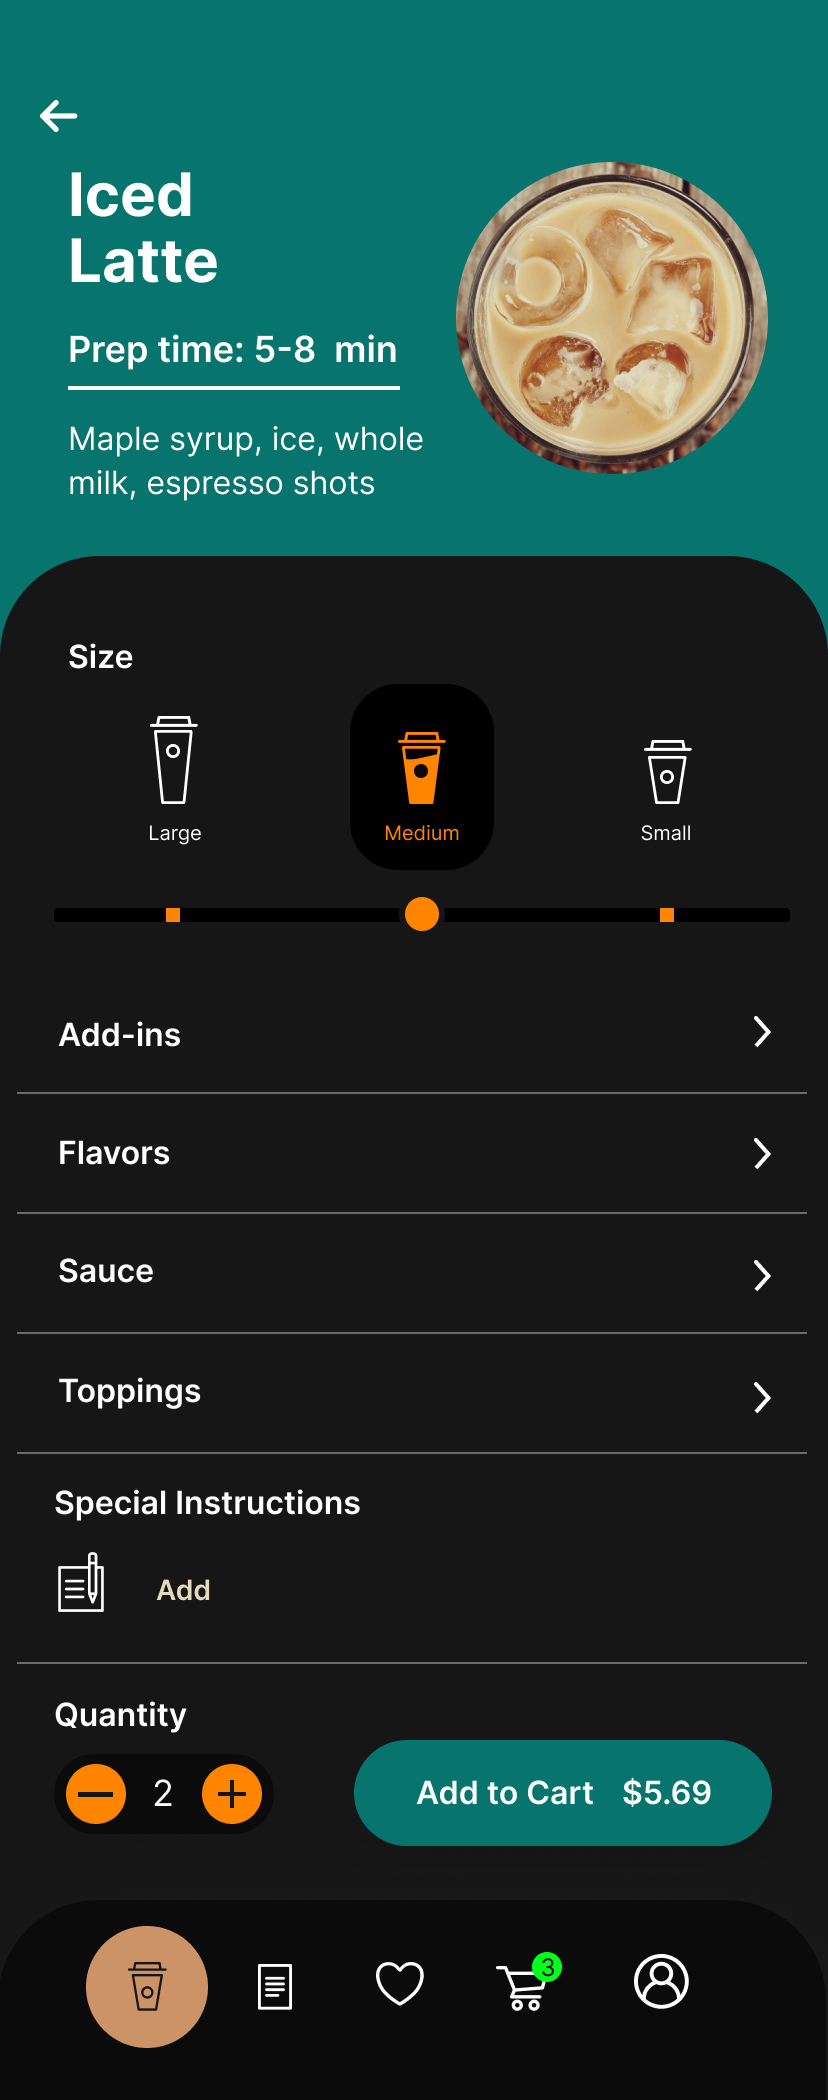 Iced
Latte
Prep time: 5-8 min
Maple syrup, ice, whole
milk, espresso shots
Size
Large Medium Small
Add-ins
Flavors
Sauce
Toppings
Special Instructions
Add
Quantity
2 Add to Cart $5.69
3